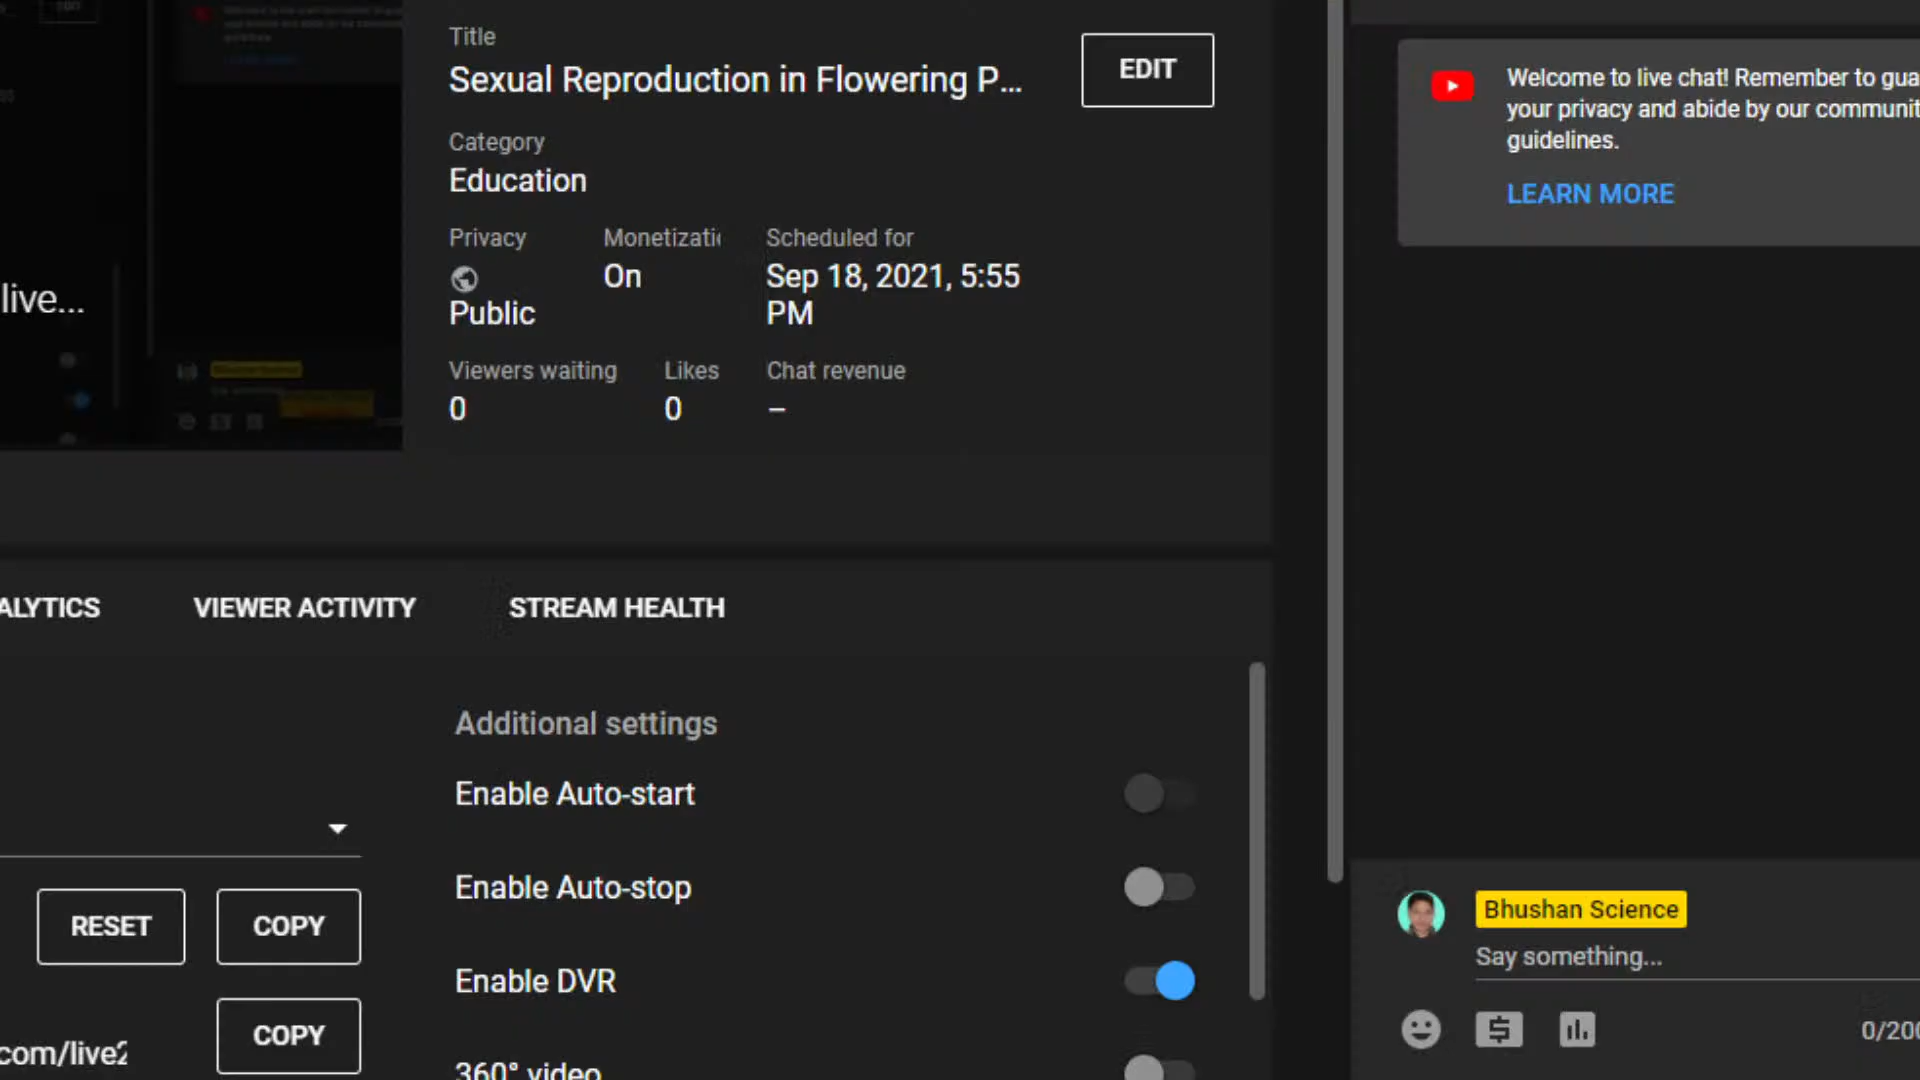 Title
Sexual Reproduction in Flowering P...
EDIT
Category
Education
Privacy
Monetizati
Scheduled for
Public
On
Sep 18, 2021, 5:55
PM
Viewers waiting
Likes
Chat revenue
0
0
–
live...
ALYTICS
VIEWER ACTIVITY
STREAM HEALTH
RESET
COPY
com/live2
COPY
Additional settings
Enable Auto-start
Enable Auto-stop
Enable DVR
360° video
Welcome to live chat! Remember to gua
your privacy and abide by our communit
guidelines.
LEARN MORE
Bhushan Science
Say something...
0/200